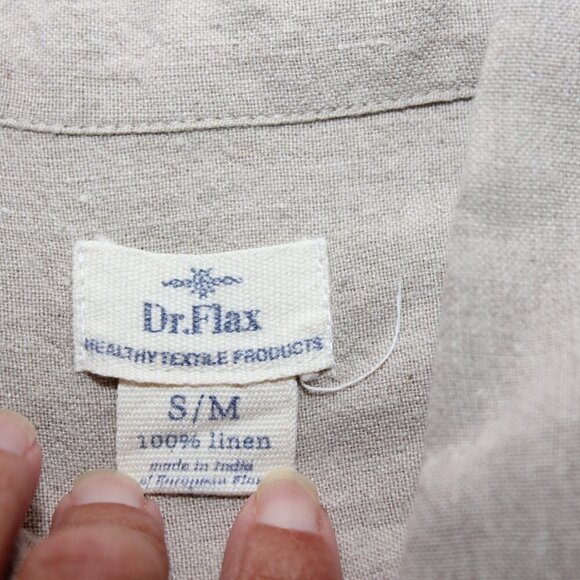 Dr.Flax
HEALTHY TEXTILE PRODUCTS
S/M
100% linen
made in India
of European Flax